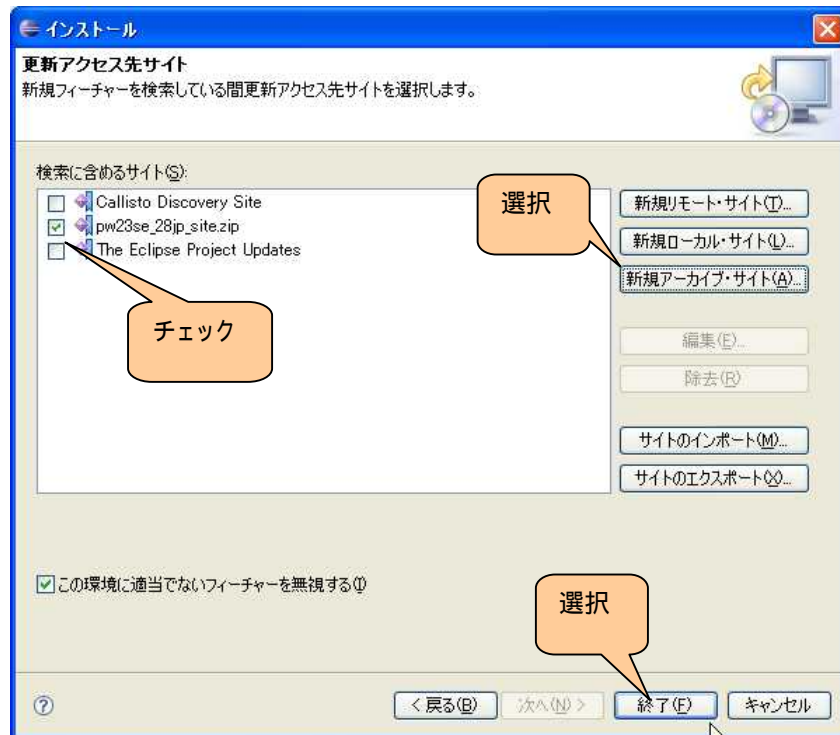 インストール
更新アクセス先サイト
新規フィーチャーを検索している間更新アクセス先サイトを選択します。
検索に含めるサイト(S):
Callisto Discovery Site
pw23se_28jp_site.zip
The Eclipse Project Updates
選択
チェック
新規リモート・サイト(T)...
新規ローカル・サイト(L)...
新規アーカイブ・サイト(A)...
編集(E)...
除去(R)
サイトのインポート(M)...
サイトのエクスポート(X)...
この環境に適当でないフィーチャーを無視する(I)
選択
?
< 戻る(B)
次へ(N) >
終了(F)
キャンセル